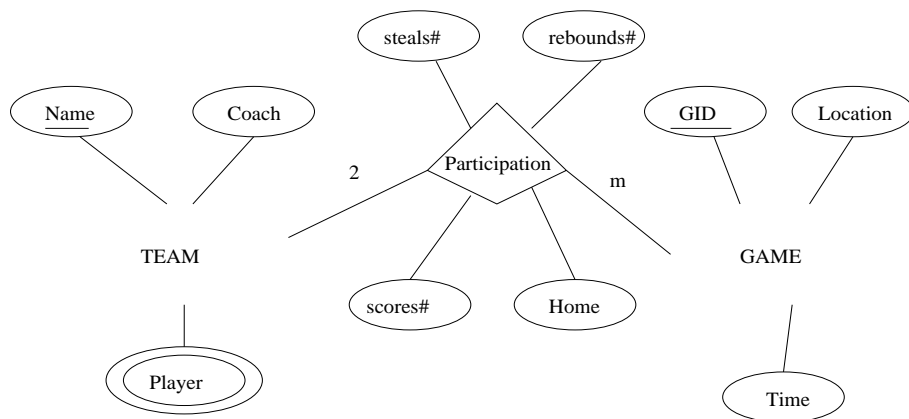 steals#
rebounds#
Name
Coach
GID
Location
2
Participation
m
TEAM
GAME
scores#
Home
Player
Time